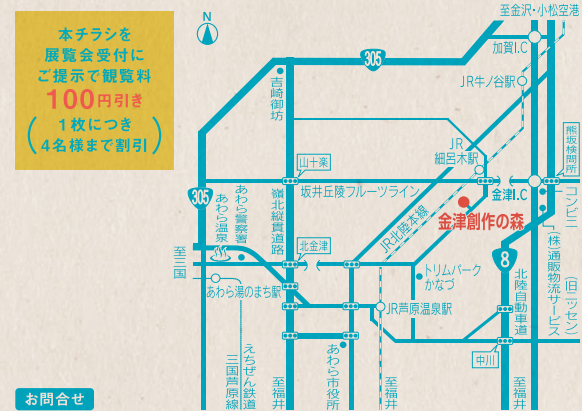 本チラシを
展覧会受付に
ご提示で観覧料
100円引き
(1枚につき
4名様まで割引)
N
至金沢・小松空港
加賀I.C
305
JR牛ノ谷駅
吉崎御坊
JR
細呂木駅
熊坂検問所
山十楽
坂井丘陵フルーツライン
金津I.C
コンビニ
305
JR北陸本線
金津創作の森
あわら警察署
あわら温泉
嶺北縦貫道路
北金津
至三国
8
(株)通販物流サービス
(旧ニッセン)
トリムパーク
かなづ
北陸自動車道
あわら湯のまち駅
JR芦原温泉駅
えちぜん鉄道
三国芦原線
あわら市役所
中川
至福井
至福井
至福井
お問合せ